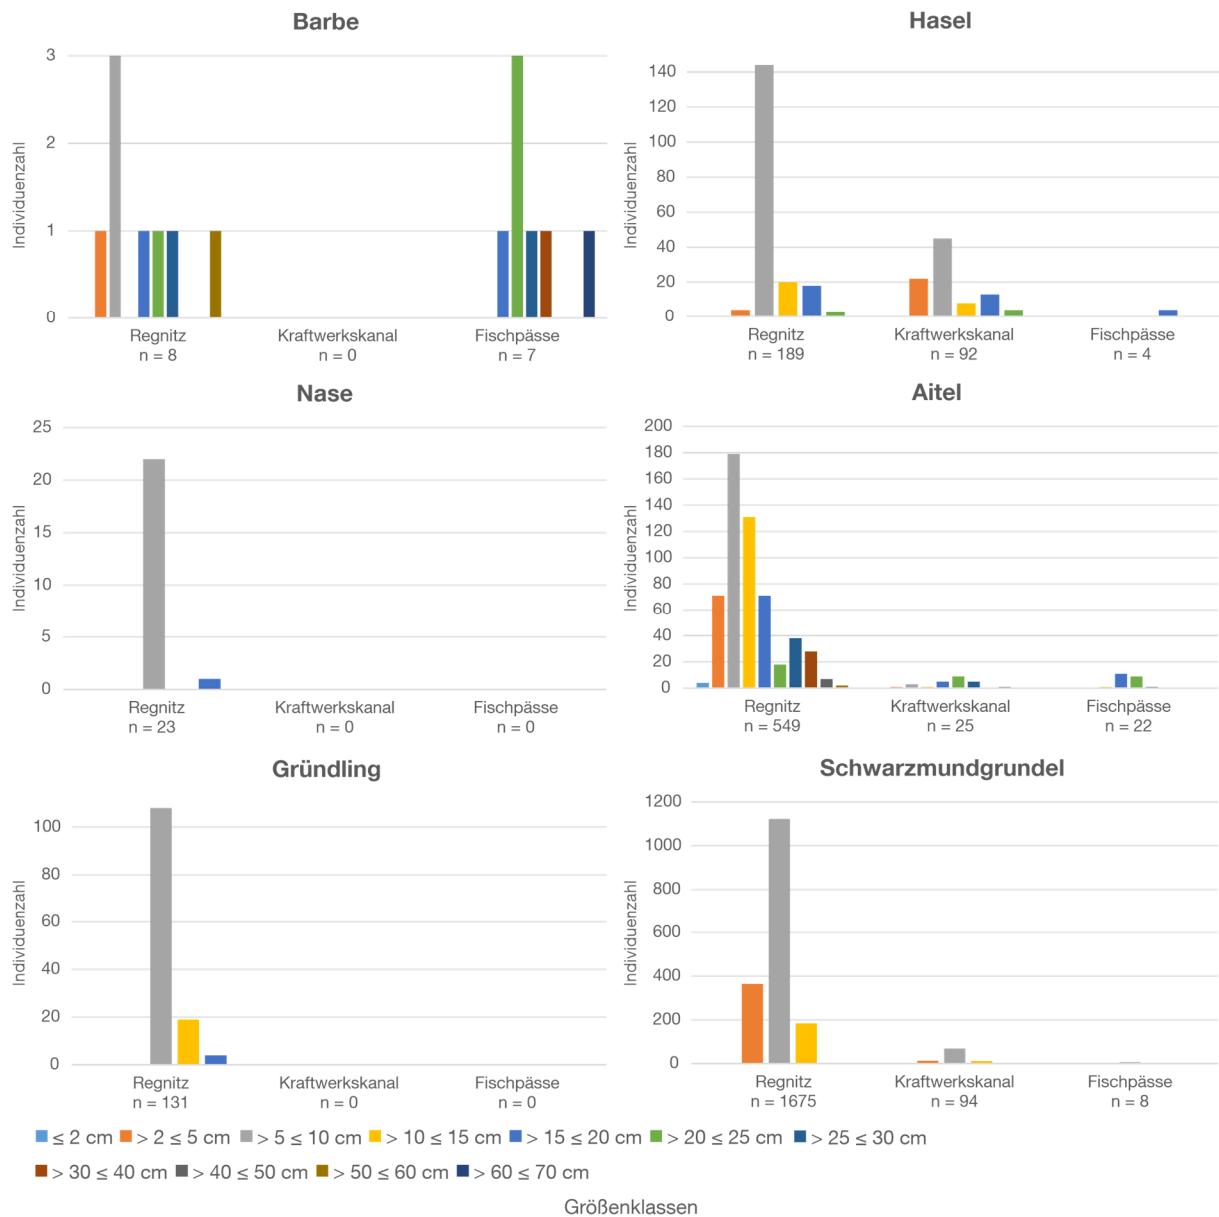 Barbe
Individuenzahl
3
2
1
0
Regnitz
n = 8
Kraftwerkskanal
n = 0
Fischpässe
n = 7
Hasel
Individuenzahl
140
120
100
80
60
40
20
0
Regnitz
n = 189
Kraftwerkskanal
n = 92
Fischpässe
n = 4
Nase
Individuenzahl
25
20
15
10
5
0
Regnitz
n = 23
Kraftwerkskanal
n = 0
Fischpässe
n = 0
Aitel
Individuenzahl
200
180
160
140
120
100
80
60
40
20
0
Regnitz
n = 549
Kraftwerkskanal
n = 25
Fischpässe
n = 22
Gründling
Individuenzahl
100
80
60
40
20
0
Regnitz
n = 131
Kraftwerkskanal
n = 0
Fischpässe
n = 0
Schwarzmundgrundel
Individuenzahl
1200
1000
800
600
400
200
0
Regnitz
n = 1675
Kraftwerkskanal
n = 94
Fischpässe
n = 8
≤ 2 cm > 2 ≤ 5 cm > 5 ≤ 10 cm > 10 ≤ 15 cm > 15 ≤ 20 cm > 20 ≤ 25 cm > 25 ≤ 30 cm
> 30 ≤ 40 cm > 40 ≤ 50 cm > 50 ≤ 60 cm > 60 ≤ 70 cm
Größenklassen